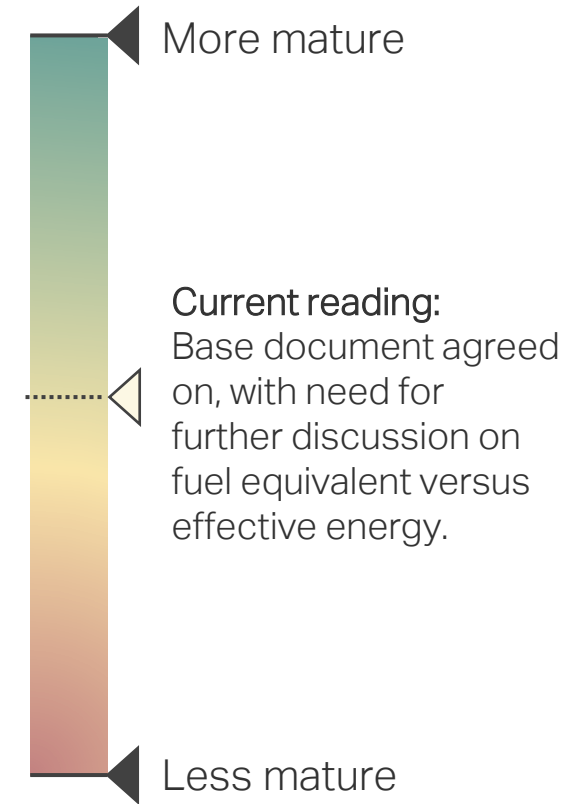 More mature
Current reading:
Base document agreed
on, with need for
further discussion on
fuel equivalent versus
effective energy.
Less mature